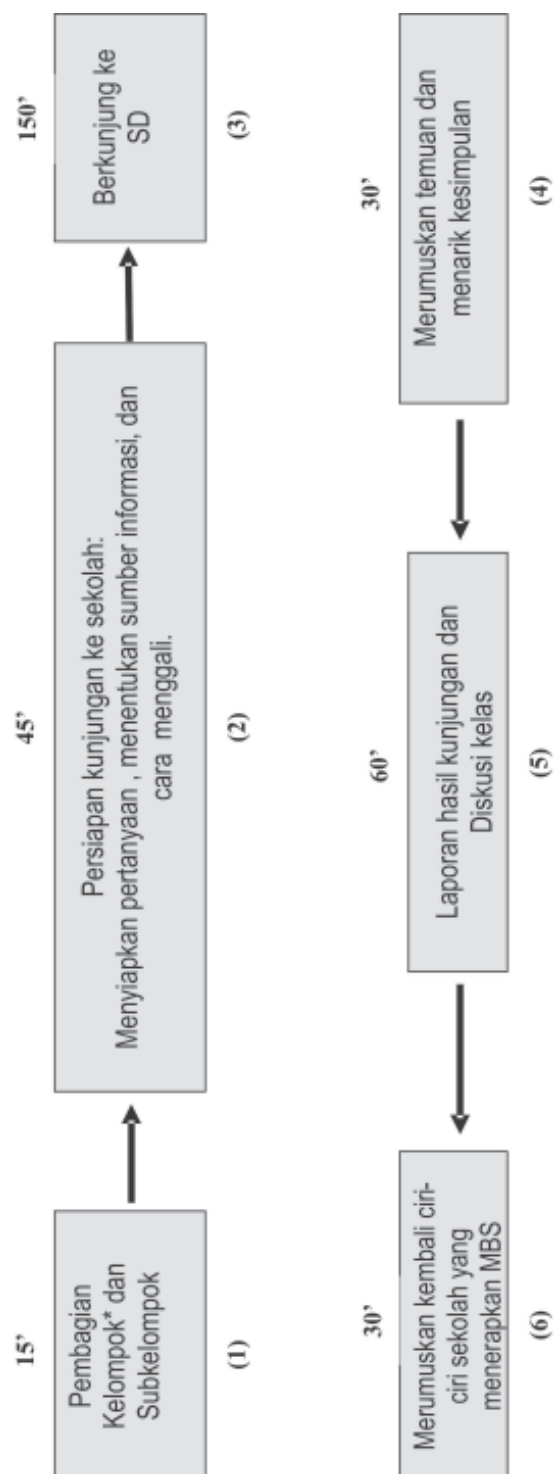 15’
Pembagian
Kelompok* dan
Subkelompok
(1)
45’
Persiapan kunjungan ke sekolah:
Menyiapkan pertanyaan , menentukan sumber informasi, dan
cara menggali.
(2)
150’
Berkunjung ke
SD
(3)
30’
Merumuskan temuan dan
menarik kesimpulan
(4)
60’
Laporan hasil kunjungan dan
Diskusi kelas
(5)
30’
Merumuskan kembali ciri-
ciri sekolah yang
menerapkan MBS
(6)